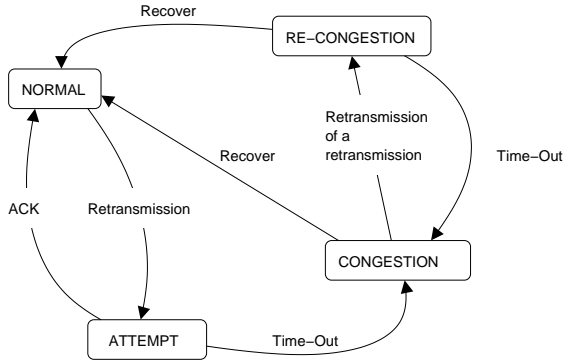 Recover
RE−CONGESTION
NORMAL
Retransmission
of a
retransmission
Recover
Time−Out
ACK
Retransmission
CONGESTION
ATTEMPT
Time−Out